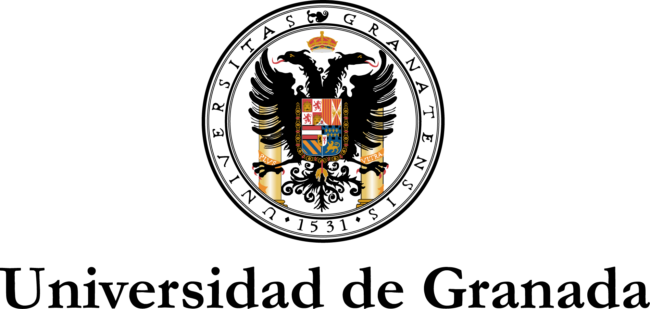 UNIVERSITAS GRANATENSIS
· 1531 ·
Universidad de Granada